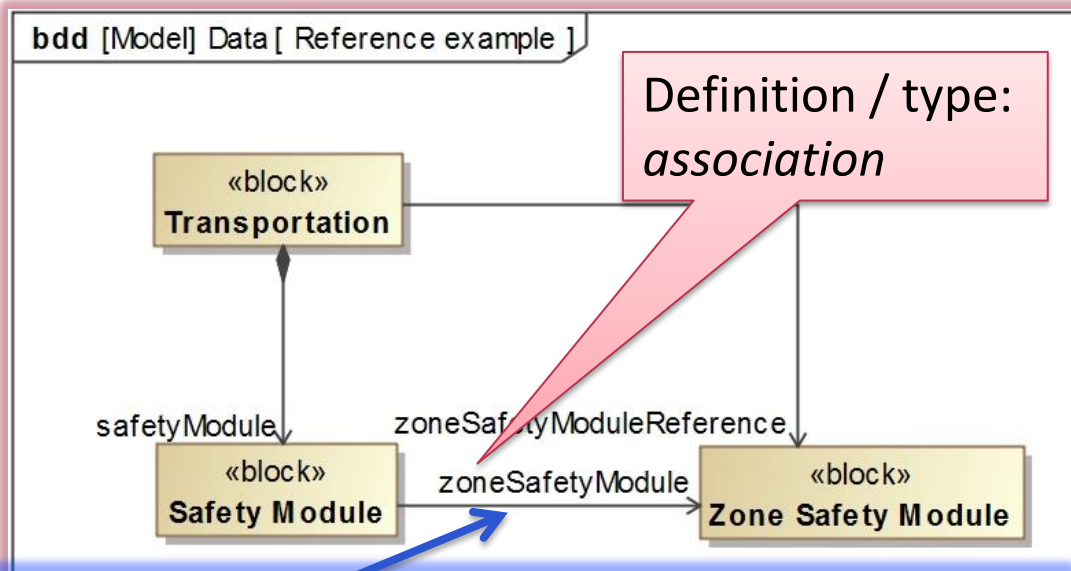 bdd [Model] Data [ Reference example ]
Definition / type:
association
«block»
Transportation
safetyModule
zoneSafetyModuleReference
«block»
Safety Module
zoneSafetyModule
«block»
Zone Safety Module